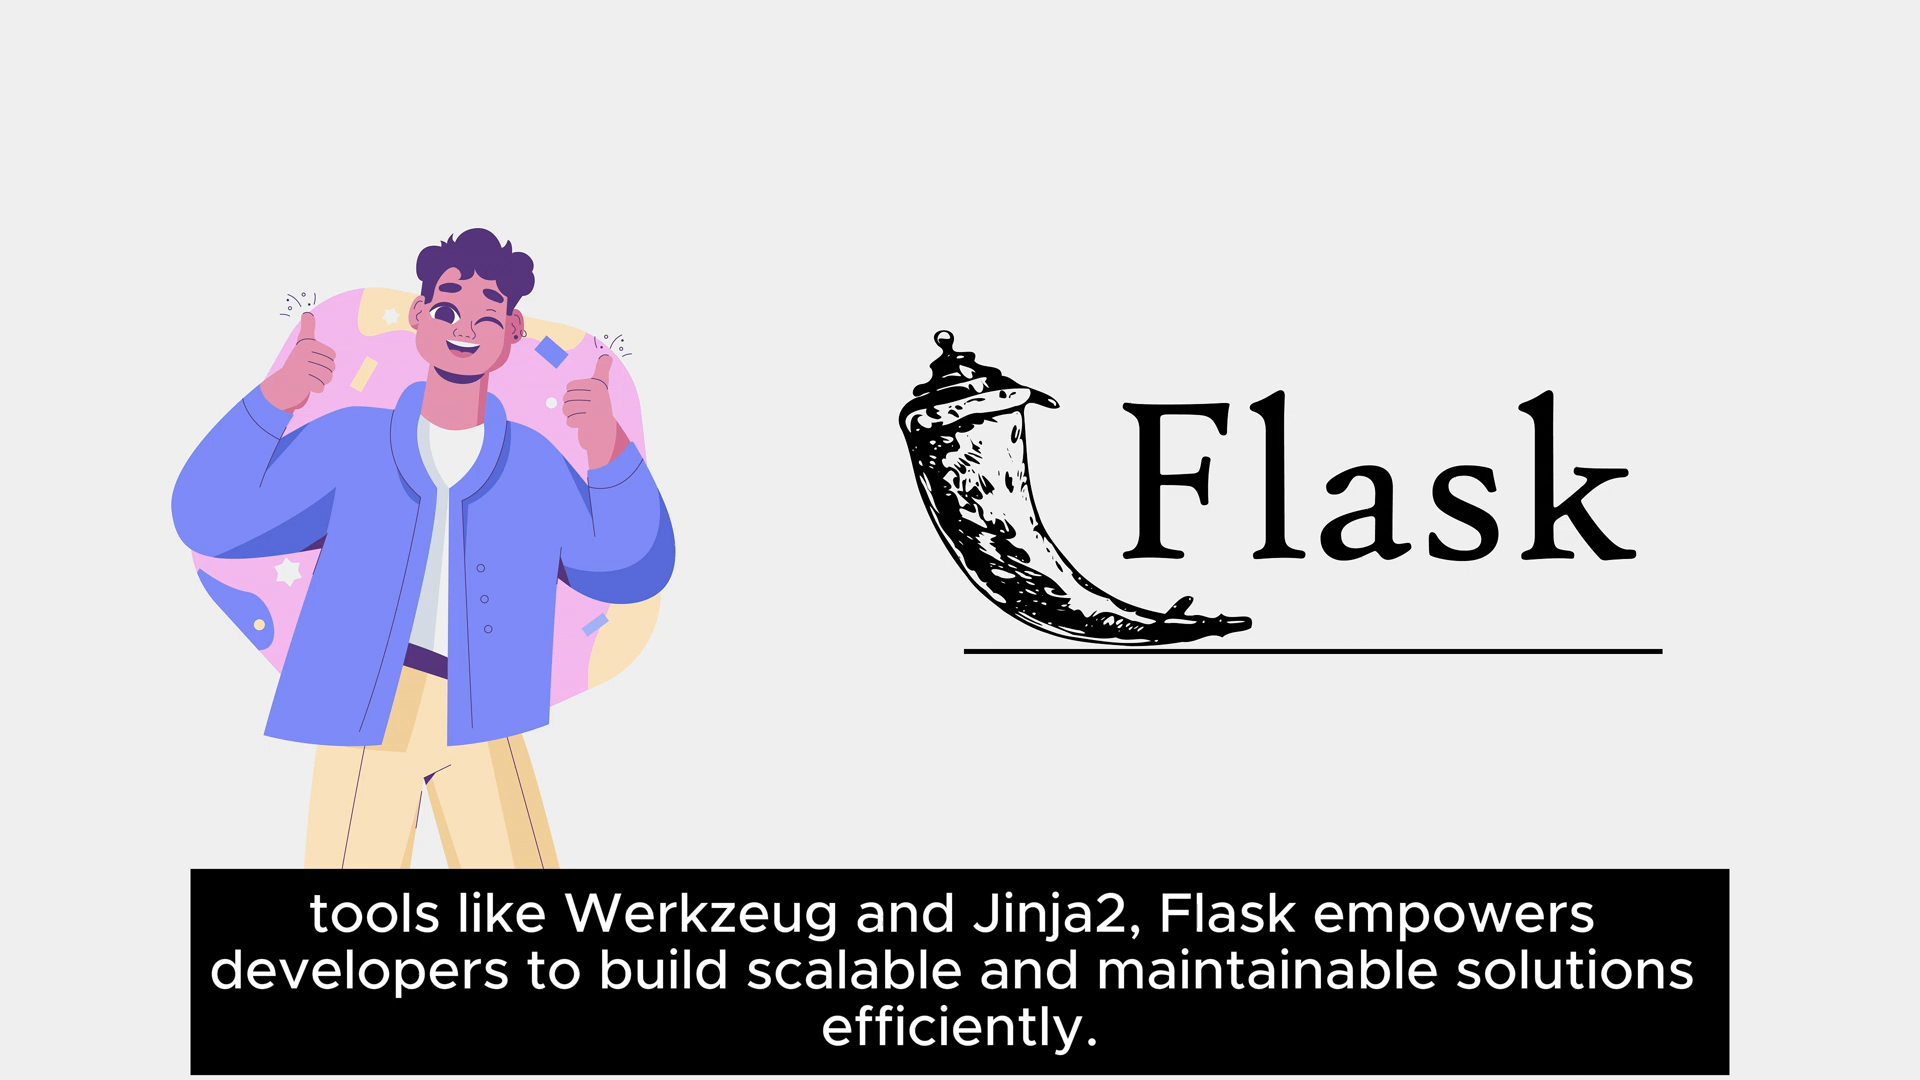 Flask
tools like Werkzeug and Jinja2, Flask empowers
developers to build scalable and maintainable solutions
efficiently.